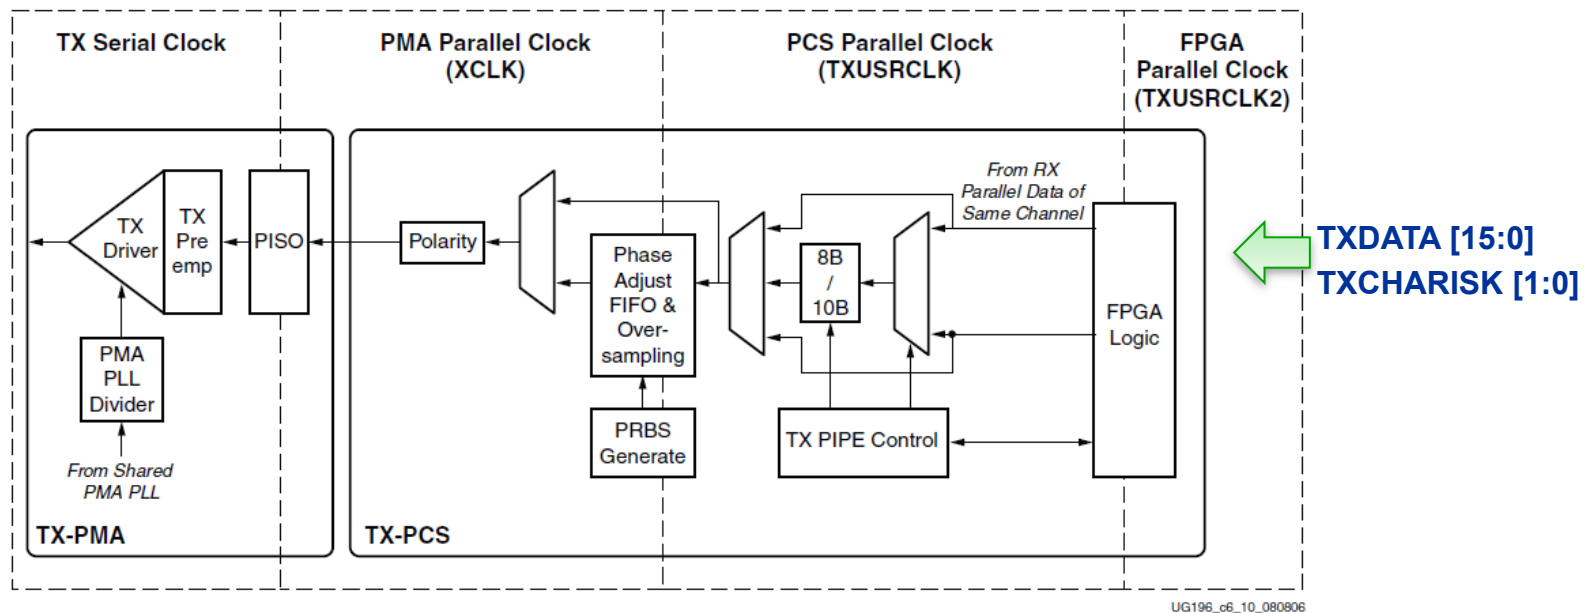 TX Serial Clock
PMA Parallel Clock
(XCLK)
PCS Parallel Clock
(TXUSRCLK)
FPGA
Parallel Clock
(TXUSRCLK2)
TX
Driver
TX
Pre
emp
PISO
Polarity
Phase
Adjust
FIFO &
Over-
sampling
8B
/
10B
From RX
Parallel Data of
Same Channel
FPGA
Logic
TXDATA [15:0]
TXCHARISK [1:0]
PMA
PLL
Divider
From Shared
PMA PLL
PRBS
Generate
TX PIPE Control
TX-PMA
TX-PCS
UG196_c6_10_080806